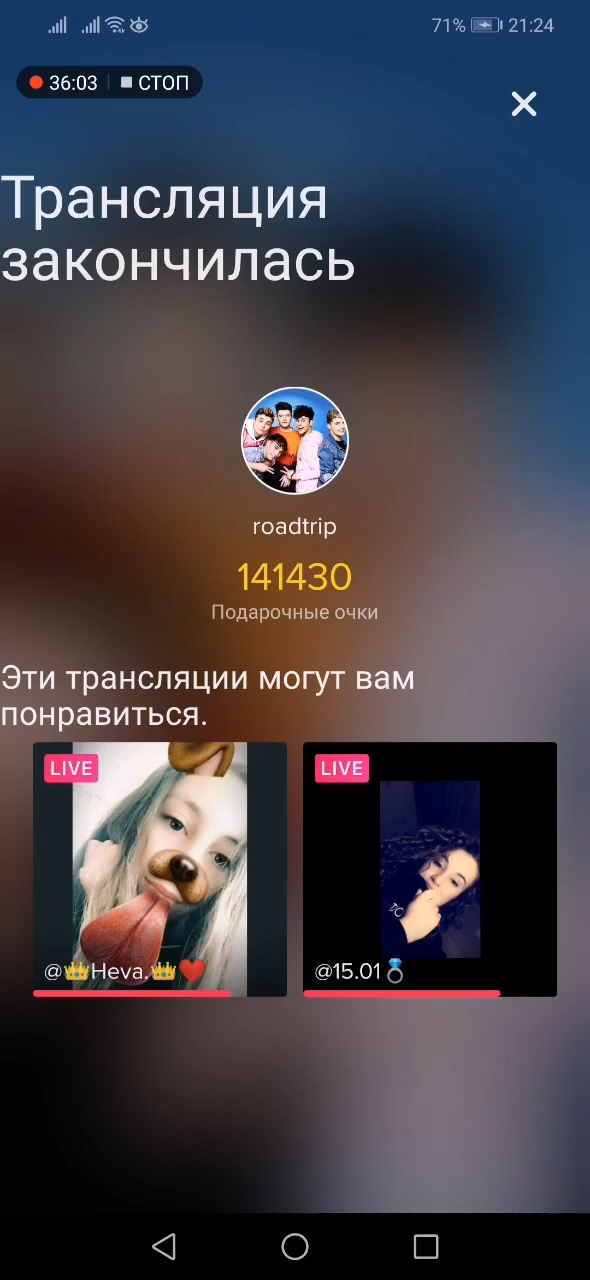 71% 21:24
36:03 СТОП
Трансляция
закончилась
roadtrip
141430
Подарочные очки
Эти трансляции могут вам
понравиться.
LIVE LIVE
@👑Heva.👑❤️ @15.01💍